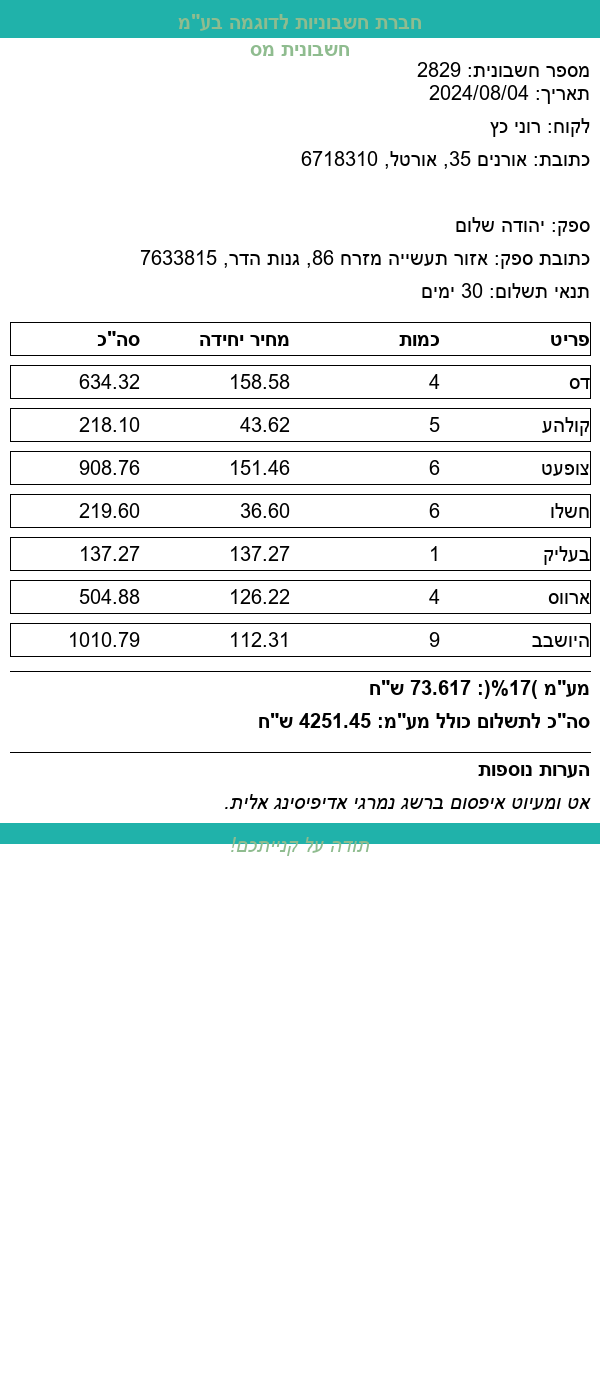 חברת חשבוניות לדוגמה בע"מ
חשבונית מס
מספר חשבונית: 2829
תאריך: 2024/08/04
לקוח: רוני כץ
כתובת: אורנים 35, אורטל, 6718310
ספק: יהודה שלום
כתובת ספק: אזור תעשייה מזרח 86, גנות הדר, 7633815
תנאי תשלום: 30 ימים
פריט כמות מחיר יחידה סה"כ
דס 4 158.58 634.32
קולהע 5 43.62 218.10
צופעט 6 151.46 908.76
חשלו 6 36.60 219.60
בעליק 1 137.27 137.27
ארווס 4 126.22 504.88
היושבב 9 112.31 1010.79
מע"מ )17%(: 73.617 ש"ח
סה"כ לתשלום כולל מע"מ: 4251.45 ש"ח
הערות נוספות
אט ומעיוט איפסום ברשג נמרגי אדיפיסינג אלית.
תודה על קנייתכם!